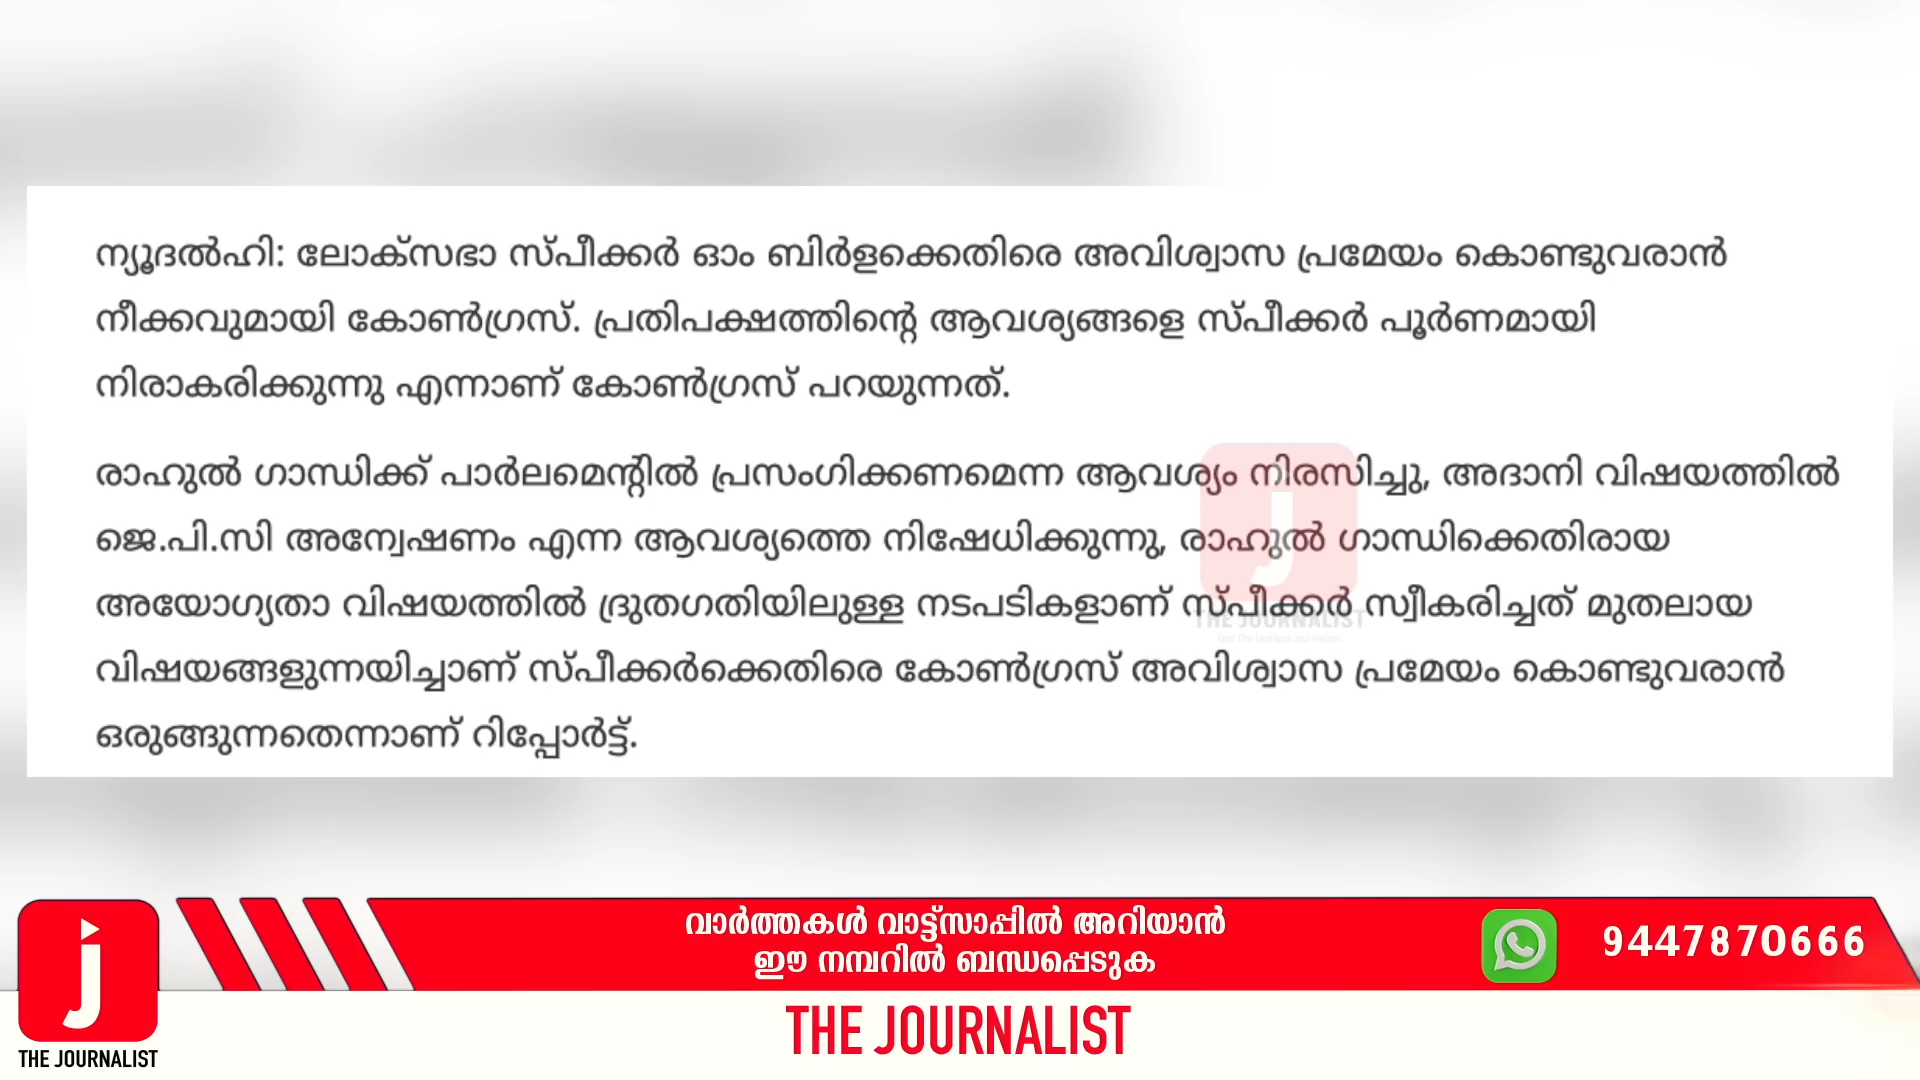 ന്യൂദൽഹി: ലോക്സഭാ സ്പീക്കർ ഓം ബിർളക്കെതിരെ അവിശ്വാസ പ്രമേയം കൊണ്ടുവരാൻ
നീക്കവുമായി കോൺഗ്രസ്. പ്രതിപക്ഷത്തിന്റെ ആവശ്യങ്ങളെ സ്പീക്കർ പൂർണമായി
നിരാകരിക്കുന്നു എന്നാണ് കോൺഗ്രസ് പറയുന്നത്.
രാഹുൽ ഗാന്ധിക്ക് പാർലമെന്റിൽ പ്രസംഗിക്കണമെന്ന ആവശ്യം നിരസിച്ചു, അദാനി വിഷയത്തിൽ
ജെ.പി.സി അന്വേഷണം എന്ന ആവശ്യത്തെ നിഷേധിക്കുന്നു, രാഹുൽ ഗാന്ധിക്കെതിരായ
അയോഗ്യതാ വിഷയത്തിൽ ദ്രുതഗതിയിലുള്ള നടപടികളാണ് സ്പീക്കർ സ്വീകരിച്ചത് മുതലായ
THE JOURNALIST
വിഷയങ്ങളുന്നയിച്ചാണ് സ്പീക്കർക്കെതിരെ കോൺഗ്രസ് അവിശ്വാസ പ്രമേയം കൊണ്ടുവരാൻ
ഒരുങ്ങുന്നതെന്നാണ് റിപ്പോർട്ട്.
വാർത്തകൾ വാട്ട്സാപ്പിൽ അറിയാൻ
ഈ നമ്പറിൽ ബന്ധപ്പെടുക
9447870666
THE JOURNALIST
THE JOURNALIST